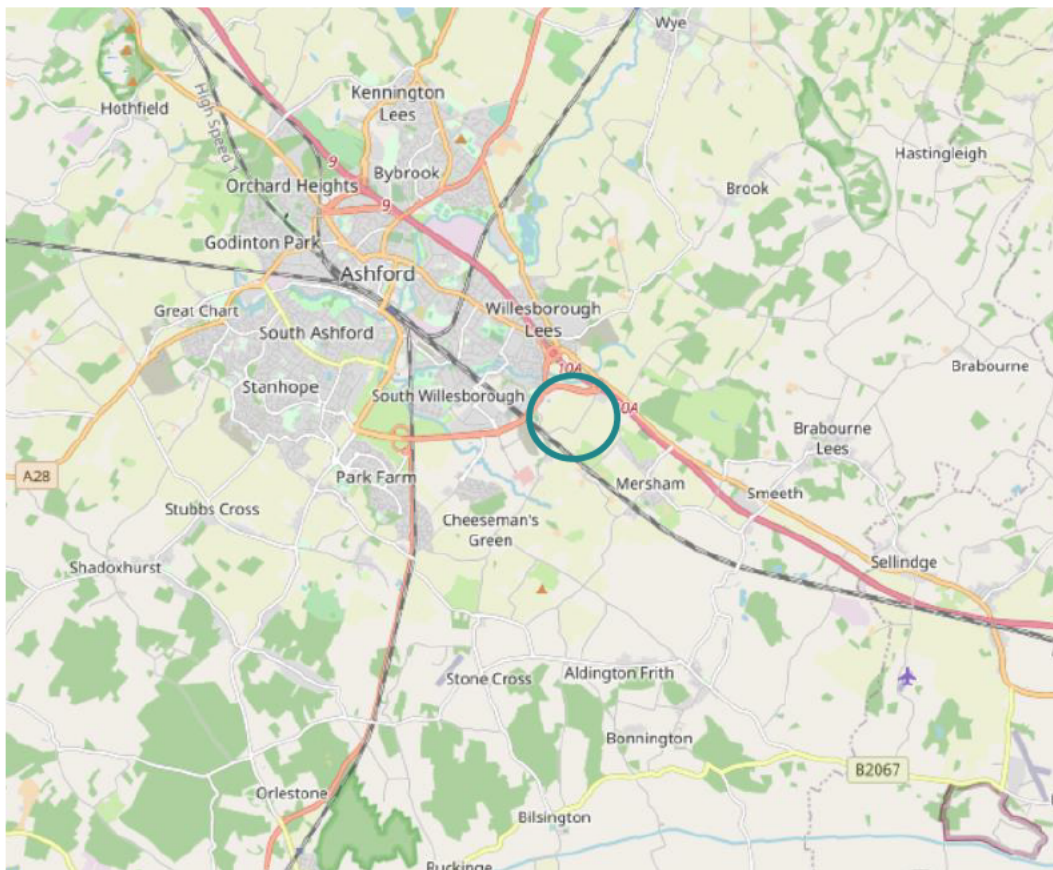 Wye
Kennington
Lees
Hothfield
High Speed 1
9
Hastingleigh
Bybrook
Orchard Heights
Brook
9
Godinton Park
Ashford
Great Chart
Willesborough
Lees
South Ashford
10A
Brabourne
Stanhope
South Willesborough
10A
Brabourne
Lees
A28
Park Farm
Mersham
Smeeth
Stubbs Cross
Cheeseman's
Green
Sellindge
Shadoxhurst
Stone Cross
Aldington Frith
Bonnington
B2067
Orlestone
Bilsington
Ruckinge